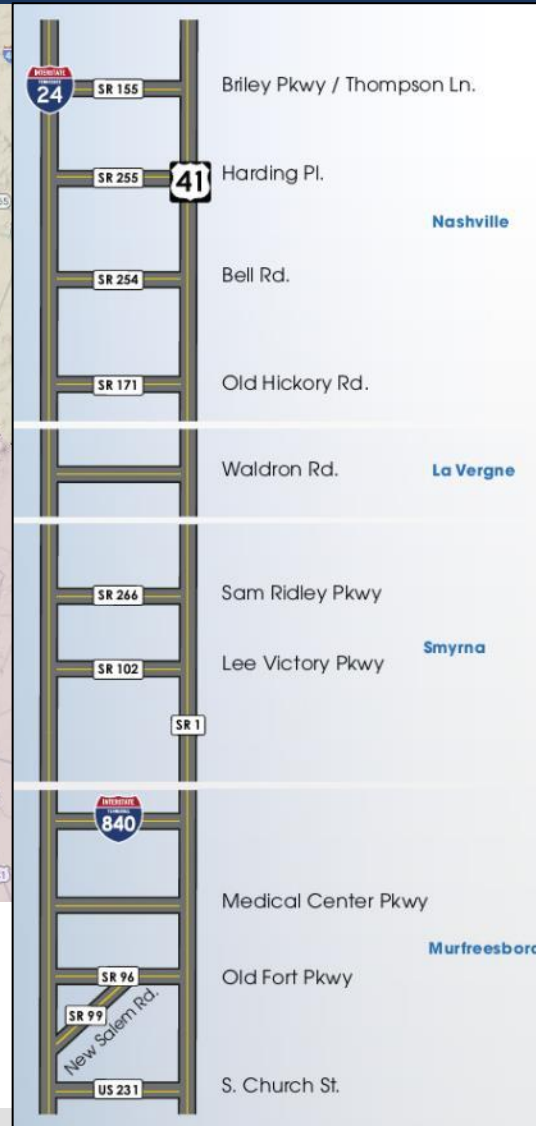 INTERSTATE
24
SR 155
Briley Pkwy / Thompson Ln.
SR 255
41
Harding Pl.
Nashville
SR 254
Bell Rd.
SR 171
Old Hickory Rd.
Waldron Rd.
La Vergne
SR 266
Sam Ridley Pkwy
Smyrna
SR 102
Lee Victory Pkwy
SR 1
INTERSTATE
840
Medical Center Pkwy
Murfreesboro
SR 96
Old Fort Pkwy
SR 99
New Salem Rd.
US 231
S. Church St.